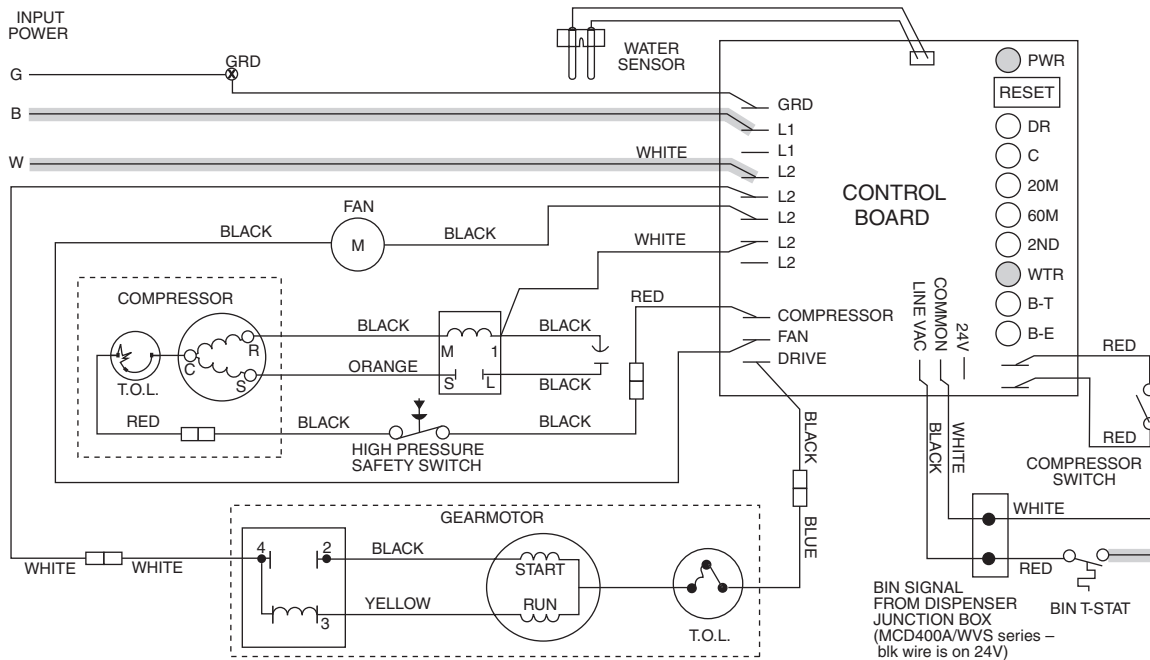 INPUT
POWER
G
GRD
B
W
WHITE
WATER
SENSOR
GRD
L1
L1
L2
L2
L2
L2
L2
CONTROL
BOARD
COMPRESSOR
FAN
DRIVE
PWR
RESET
DR
C
20M
60M
2ND
WTR
B-T
B-E
LINE VAC
COMMON
24V
FAN
BLACK
M
BLACK
WHITE
COMPRESSOR
T.O.L.
C
R
S
BLACK
ORANGE
M
1
S
L
BLACK
BLACK
RED
RED
BLACK
HIGH PRESSURE
SAFETY SWITCH
BLACK
RED
RED
COMPRESSOR
SWITCH
BLACK
BLUE
BLACK
WHITE
WHITE
RED
BIN T-STAT
BIN SIGNAL
FROM DISPENSER
JUNCTION BOX
(MCD400A/WVS series –
blk wire is on 24V)
GEARMOTOR
WHITE
WHITE
4
2
3
BLACK
YELLOW
START
RUN
T.O.L.